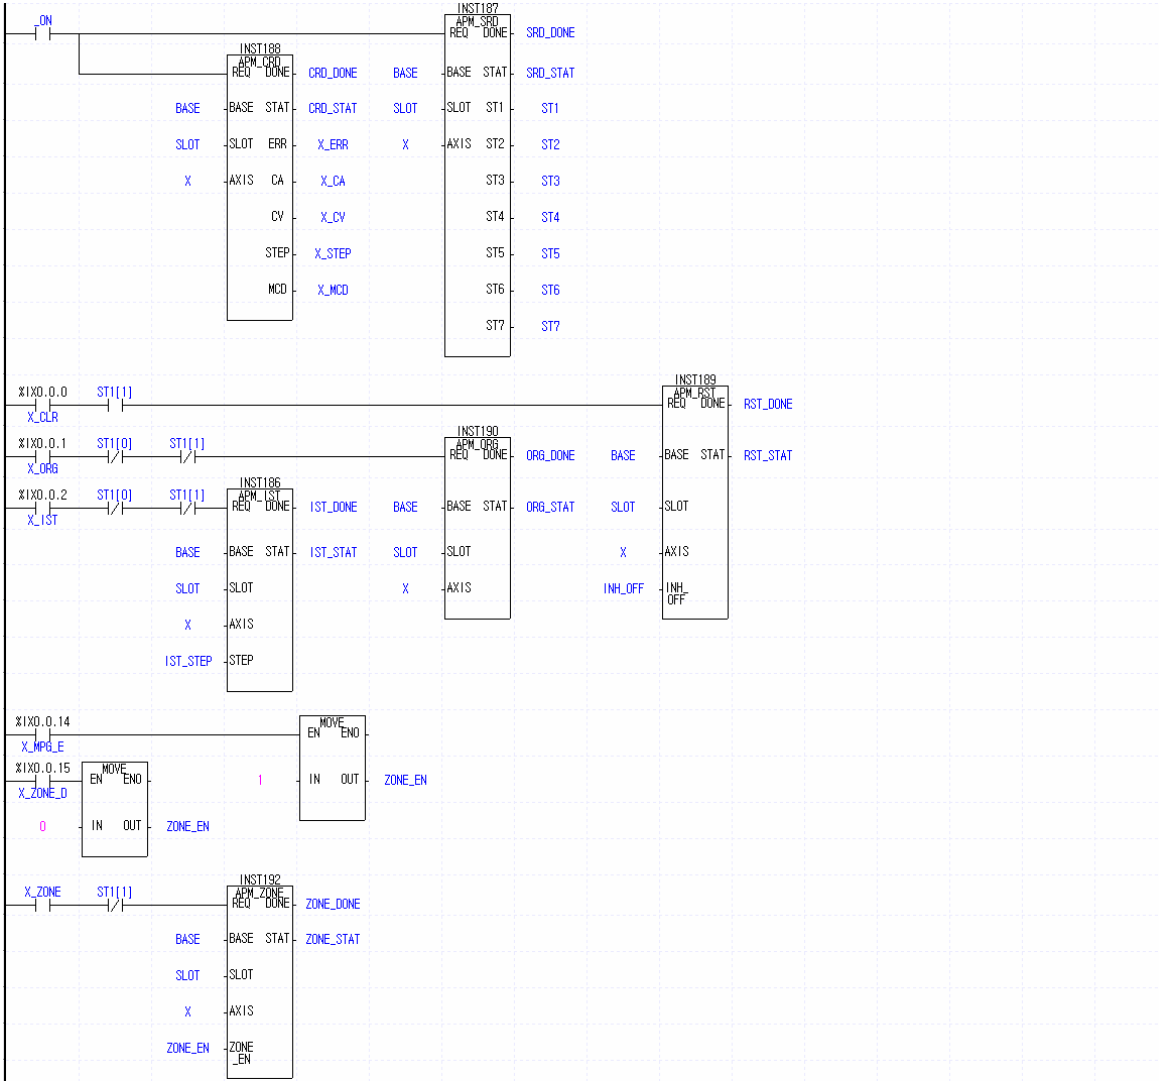 INST187
_ON APM_SRD
REQ DONE SRD_DONE
INST188
APM_CRD
REQ DONE CRD_DONE BASE BASE STAT SRD_STAT
BASE BASE STAT CRD_STAT SLOT SLOT ST1 ST1
SLOT SLOT ERR X_ERR X AXIS ST2 ST2
X AXIS CA X_CA ST3 ST3
CV X_CV ST4 ST4
STEP X_STEP ST5 ST5
MCD X_MCD ST6 ST6
ST7 ST7
INST189
%IX0.0.0 ST1[1] APM_RST
REQ DONE RST_DONE
X_CLR
INST190
%IX0.0.1 ST1[0] ST1[1] APM_ORG
REQ DONE ORG_DONE BASE BASE STAT RST_STAT
X_ORG
INST186
%IX0.0.2 ST1[0] ST1[1] APM_IST
REQ DONE IST_DONE BASE BASE STAT ORG_STAT SLOT SLOT
X_IST
BASE BASE STAT IST_STAT SLOT SLOT X AXIS
SLOT SLOT X AXIS INH_OFF INH_
OFF
X AXIS
IST_STEP STEP
%IX0.0.14 MOVE
EN ENO
X_MPG_E
%IX0.0.15 MOVE
EN ENO 1 IN OUT ZONE_EN
X_ZONE_D
0 IN OUT ZONE_EN
INST192
X_ZONE ST1[1] APM_ZONE
REQ DONE ZONE_DONE
BASE BASE STAT ZONE_STAT
SLOT SLOT
X AXIS
ZONE_EN ZONE
_EN